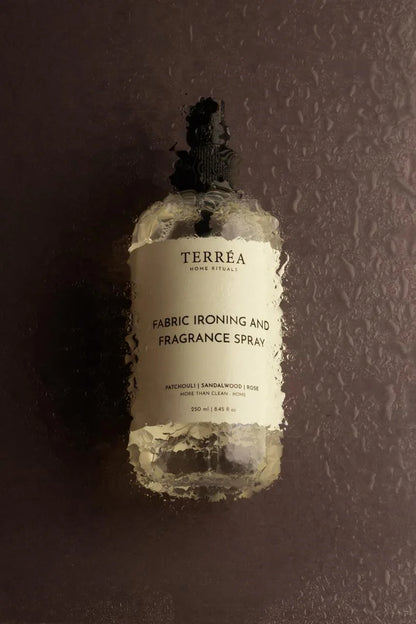 TERRÉA
HOME RITUALS
FABRIC IRONING AND
FRAGRANCE SPRAY
PATCHOULI | SANDALWOOD | ROSE
MORE THAN CLEAN · HOME
250 ml | 8.45 fl oz